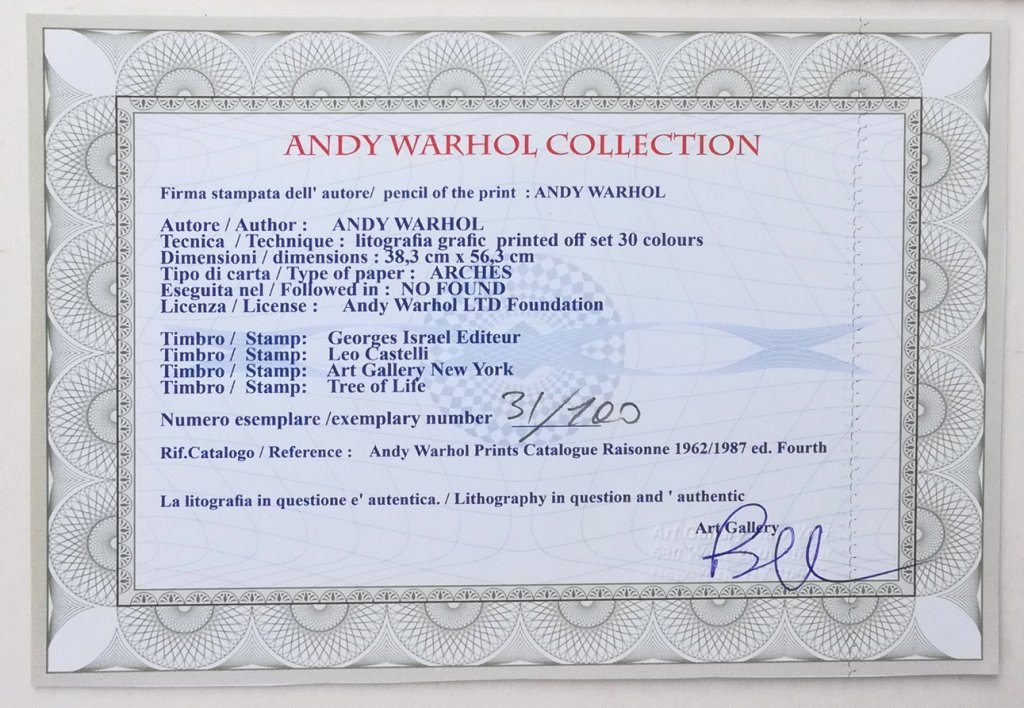 ANDY WARHOL COLLECTION
Firma stampata dell' autore/ pencil of the print : ANDY WARHOL
Autore / Author : ANDY WARHOL
Tecnica / Technique : litografia grafic printed off set 30 colours
Dimensioni / dimensions : 38,3 cm x 56,3 cm
Tipo di carta / Type of paper : ARCHES
Eseguita nel / Followed in : NO FOUND
Licenza / License : Andy Warhol LTD Foundation
Timbro / Stamp: Georges Israel Editeur
Timbro / Stamp: Leo Castelli
Timbro / Stamp: Art Gallery New York
Timbro / Stamp: Tree of Life
Numero esemplare /exemplary number 31/100
Rif.Catalogo / Reference : Andy Warhol Prints Catalogue Raisonne 1962/1987 ed. Fourth
La litografia in questione e' autentica. / Lithography in question and ' authentic
Art Gallery